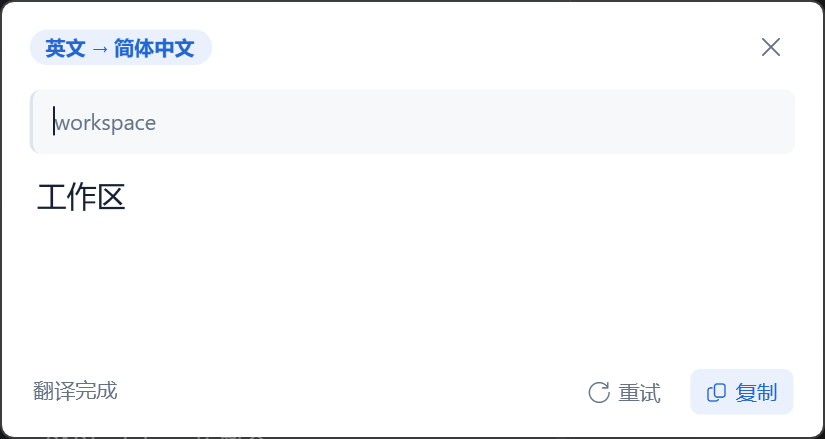 英文 → 简体中文
workspace
工作区
翻译完成
重试
复制